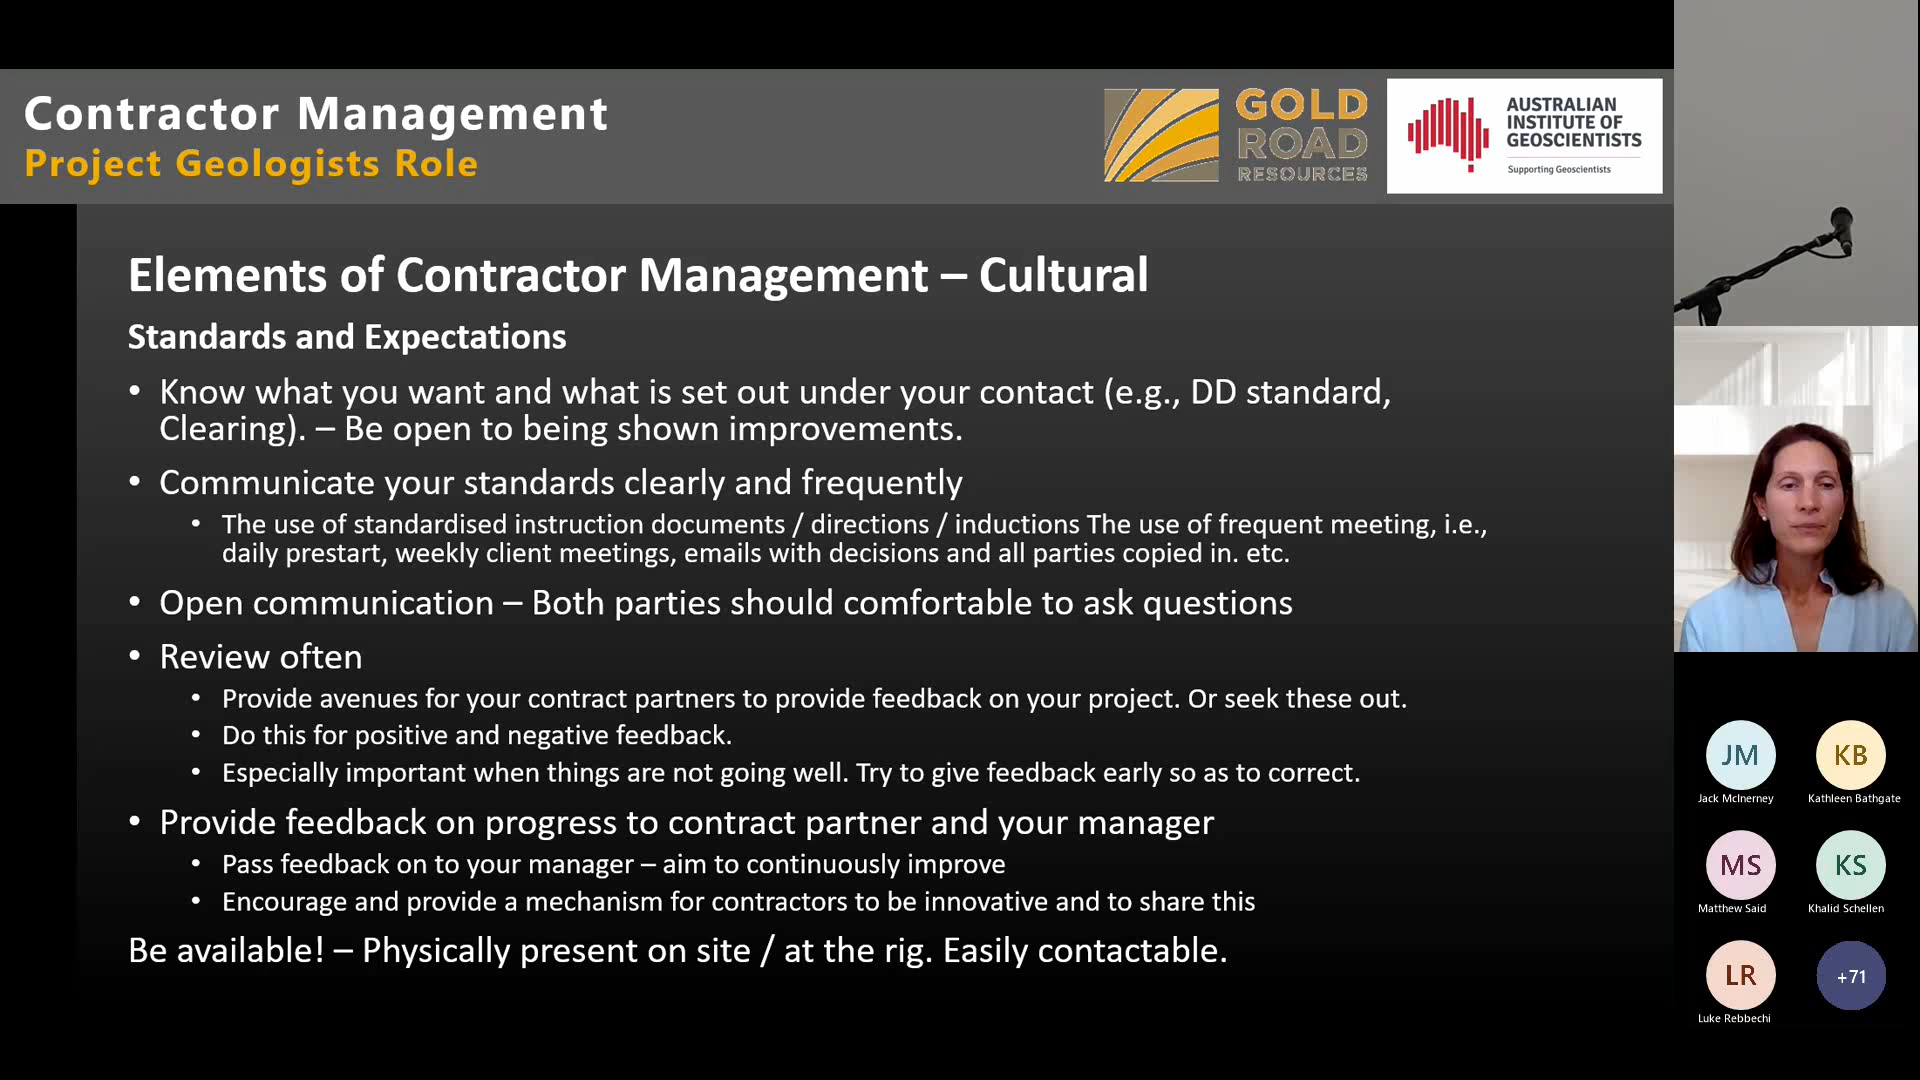 Contractor Management
Project Geologists Role
GOLD
ROAD
RESOURCES
AUSTRALIAN
INSTITUTE OF
GEOSCIENTISTS
Supporting Geoscientists
Elements of Contractor Management – Cultural
Standards and Expectations
• Know what you want and what is set out under your contact (e.g., DD standard,
Clearing). – Be open to being shown improvements.
• Communicate your standards clearly and frequently
• The use of standardised instruction documents / directions / inductions The use of frequent meeting, i.e.,
daily prestart, weekly client meetings, emails with decisions and all parties copied in. etc.
• Open communication – Both parties should comfortable to ask questions
• Review often
• Provide avenues for your contract partners to provide feedback on your project. Or seek these out.
• Do this for positive and negative feedback.
• Especially important when things are not going well. Try to give feedback early so as to correct.
• Provide feedback on progress to contract partner and your manager
• Pass feedback on to your manager – aim to continuously improve
• Encourage and provide a mechanism for contractors to be innovative and to share this
Be available! – Physically present on site / at the rig. Easily contactable.
JM
KB
Jack McInerney
Kathleen Bathgate
MS
KS
Matthew Said
Khalid Schellen
LR
+71
Luke Rebbechi